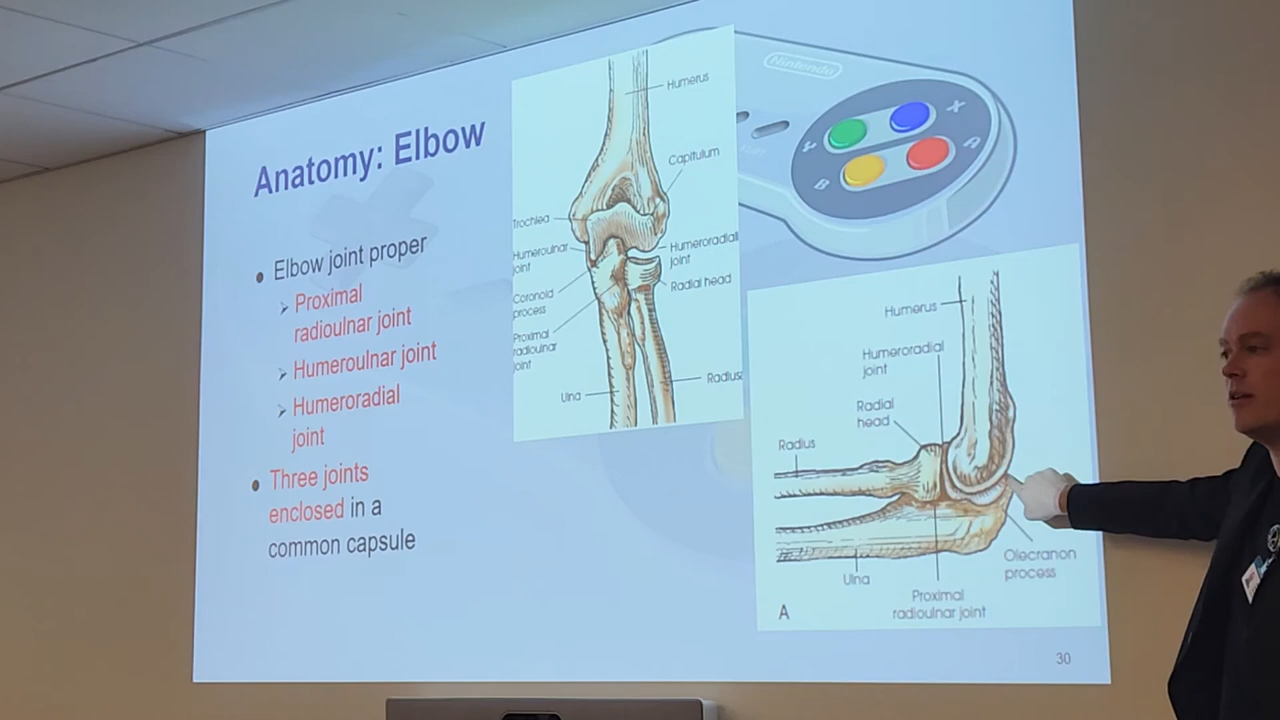 Anatomy: Elbow
Elbow joint proper
Proximal
radioulnar joint
Humeroulnar joint
Humeroradial
joint
Three joints
enclosed in a
common capsule
Humerus
Capitulum
Trochlea
Humeroulnar
joint
Humeroradial
joint
Coronoid
process
Radial head
Proximal
radioulnar
joint
Ulna
Radius
Nintendo
X
Y
A
B
Humerus
Humeroradial
joint
Radial
head
Radius
Olecranon
process
Ulna
Proximal
radioulnar joint
A
30